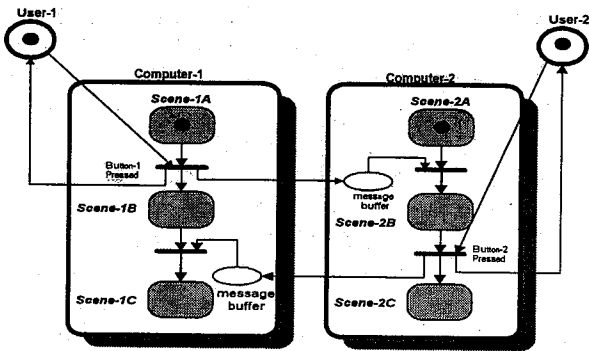 User-1
User-2
Computer-1
Computer-2
Scene-1A
Scene-2A
Button-1
Pressed
message
buffer
Scene-1B
Scene-2B
Button-2
Pressed
Scene-1C
message
buffer
Scene-2C